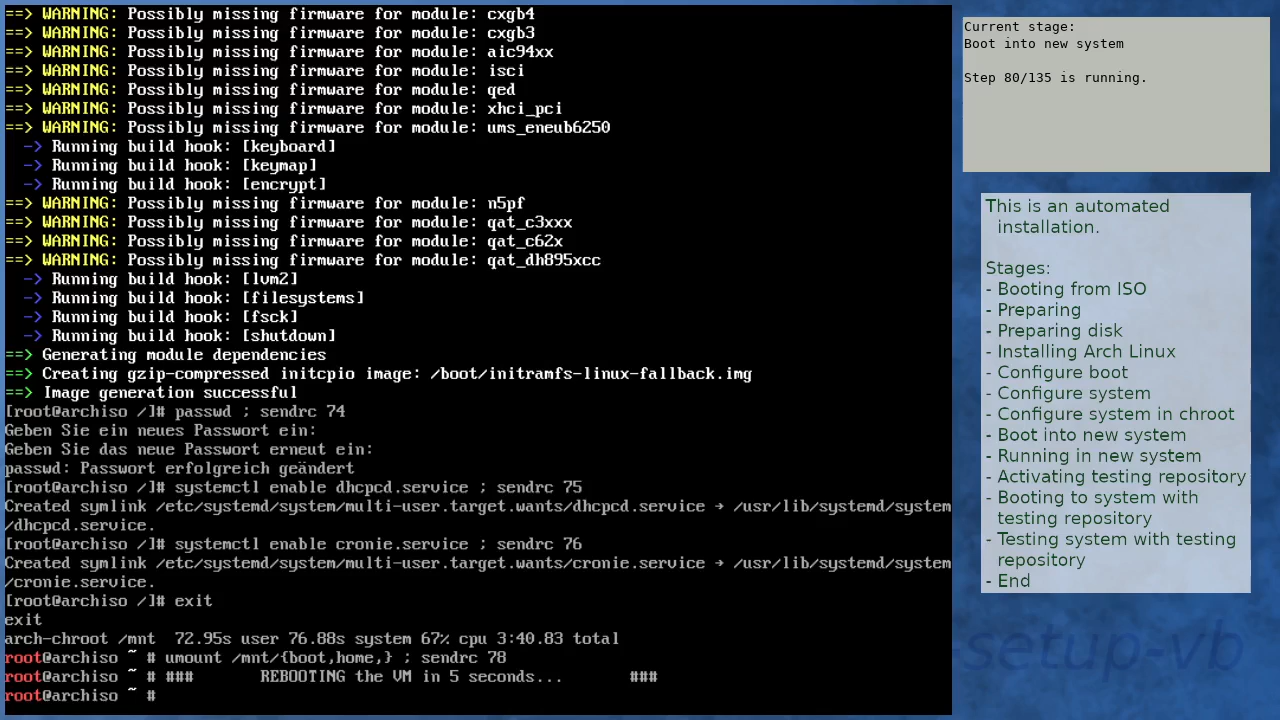 ==> WARNING: Possibly missing firmware for module: cxgb4
==> WARNING: Possibly missing firmware for module: cxgb3
==> WARNING: Possibly missing firmware for module: aic94xx
==> WARNING: Possibly missing firmware for module: isci
==> WARNING: Possibly missing firmware for module: qed
==> WARNING: Possibly missing firmware for module: xhci_pci
==> WARNING: Possibly missing firmware for module: ums_eneub6250
  -> Running build hook: [keyboard]
  -> Running build hook: [keymap]
  -> Running build hook: [encrypt]
==> WARNING: Possibly missing firmware for module: n5pf
==> WARNING: Possibly missing firmware for module: qat_c3xxx
==> WARNING: Possibly missing firmware for module: qat_c62x
==> WARNING: Possibly missing firmware for module: qat_dh895xcc
  -> Running build hook: [lvm2]
  -> Running build hook: [filesystems]
  -> Running build hook: [fsck]
  -> Running build hook: [shutdown]
==> Generating module dependencies
==> Creating gzip-compressed initcpio image: /boot/initramfs-linux-fallback.img
==> Image generation successful
[root@archiso /]# passwd ; sendrc 74
Geben Sie ein neues Passwort ein:
Geben Sie das neue Passwort erneut ein:
passwd: Passwort erfolgreich geändert
[root@archiso /]# systemctl enable dhcpcd.service ; sendrc 75
Created symlink /etc/systemd/system/multi-user.target.wants/dhcpcd.service → /usr/lib/systemd/system
/dhcpcd.service.
[root@archiso /]# systemctl enable cronie.service ; sendrc 76
Created symlink /etc/systemd/system/multi-user.target.wants/cronie.service → /usr/lib/systemd/system
/cronie.service.
[root@archiso /]# exit
exit
arch-chroot /mnt  72.95s user 76.88s system 67% cpu 3:40.83 total
root@archiso ~ # umount /mnt/{boot,home,} ; sendrc 78
root@archiso ~ # ###       REBOOTING the VM in 5 seconds...       ###
root@archiso ~ #
Current stage:
Boot into new system
Step 80/135 is running.
This is an automated
installation.
Stages:
- Booting from ISO
- Preparing
- Preparing disk
- Installing Arch Linux
- Configure boot
- Configure system
- Configure system in chroot
- Boot into new system
- Running in new system
- Activating testing repository
- Booting to system with
testing repository
- Testing system with testing
repository
- End
-setup-vb